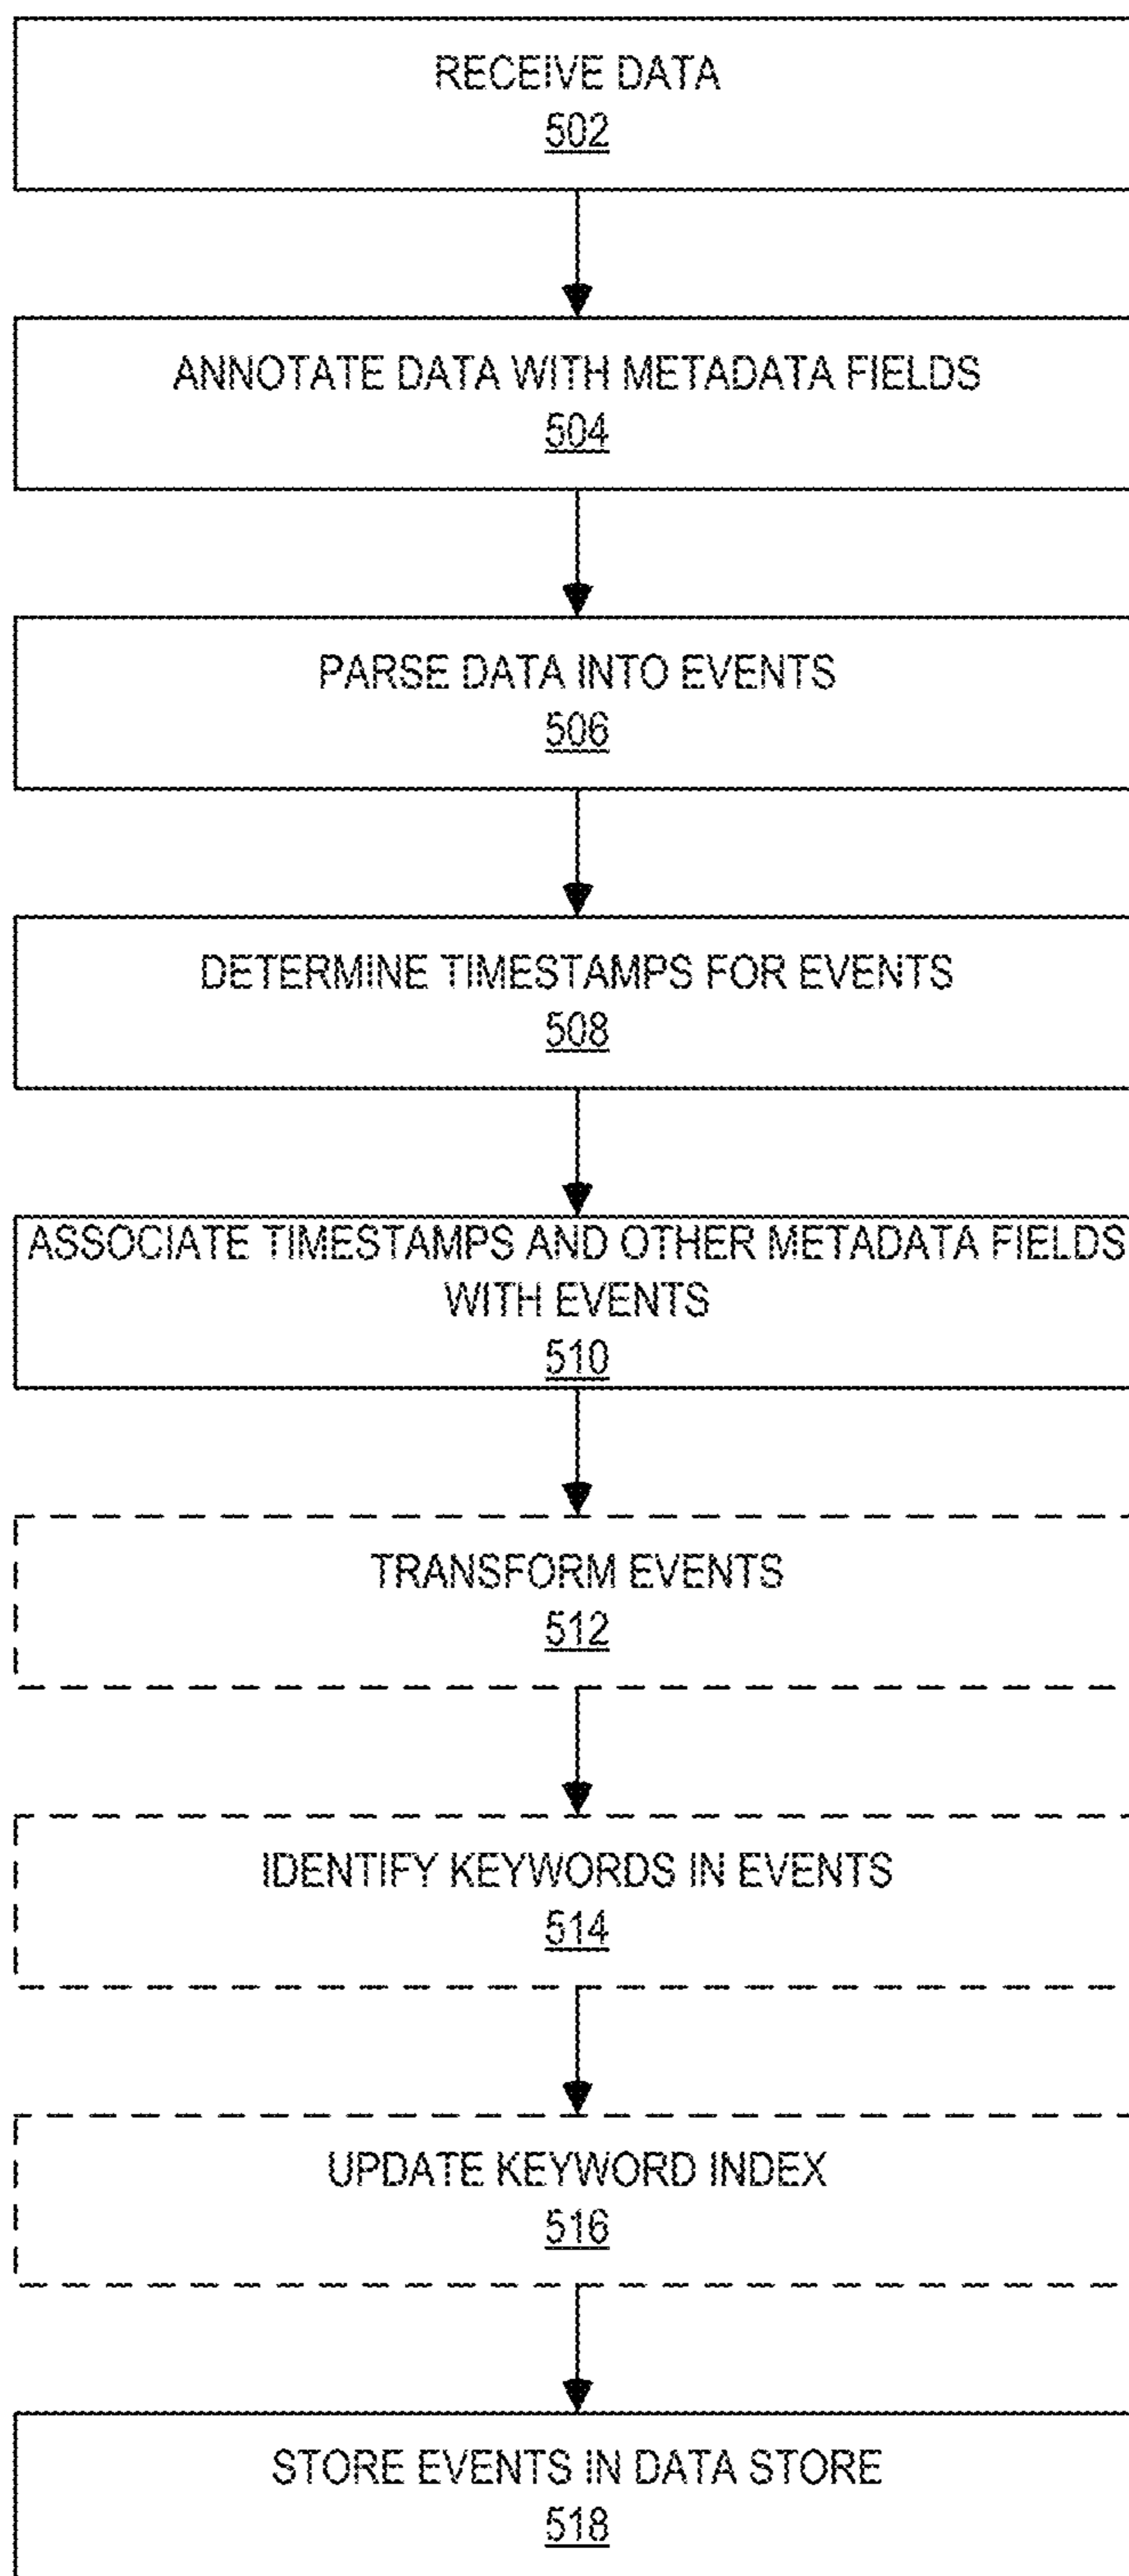 RECEIVE DATA
502
ANNOTATE DATA WITH METADATA FIELDS
504
PARSE DATA INTO EVENTS
506
DETERMINE TIMESTAMPS FOR EVENTS
508
ASSOCIATE TIMESTAMPS AND OTHER METADATA FIELDS
WITH EVENTS
510
TRANSFORM EVENTS
512
IDENTIFY KEYWORDS IN EVENTS
514
UPDATE KEYWORD INDEX
516
STORE EVENTS IN DATA STORE
518